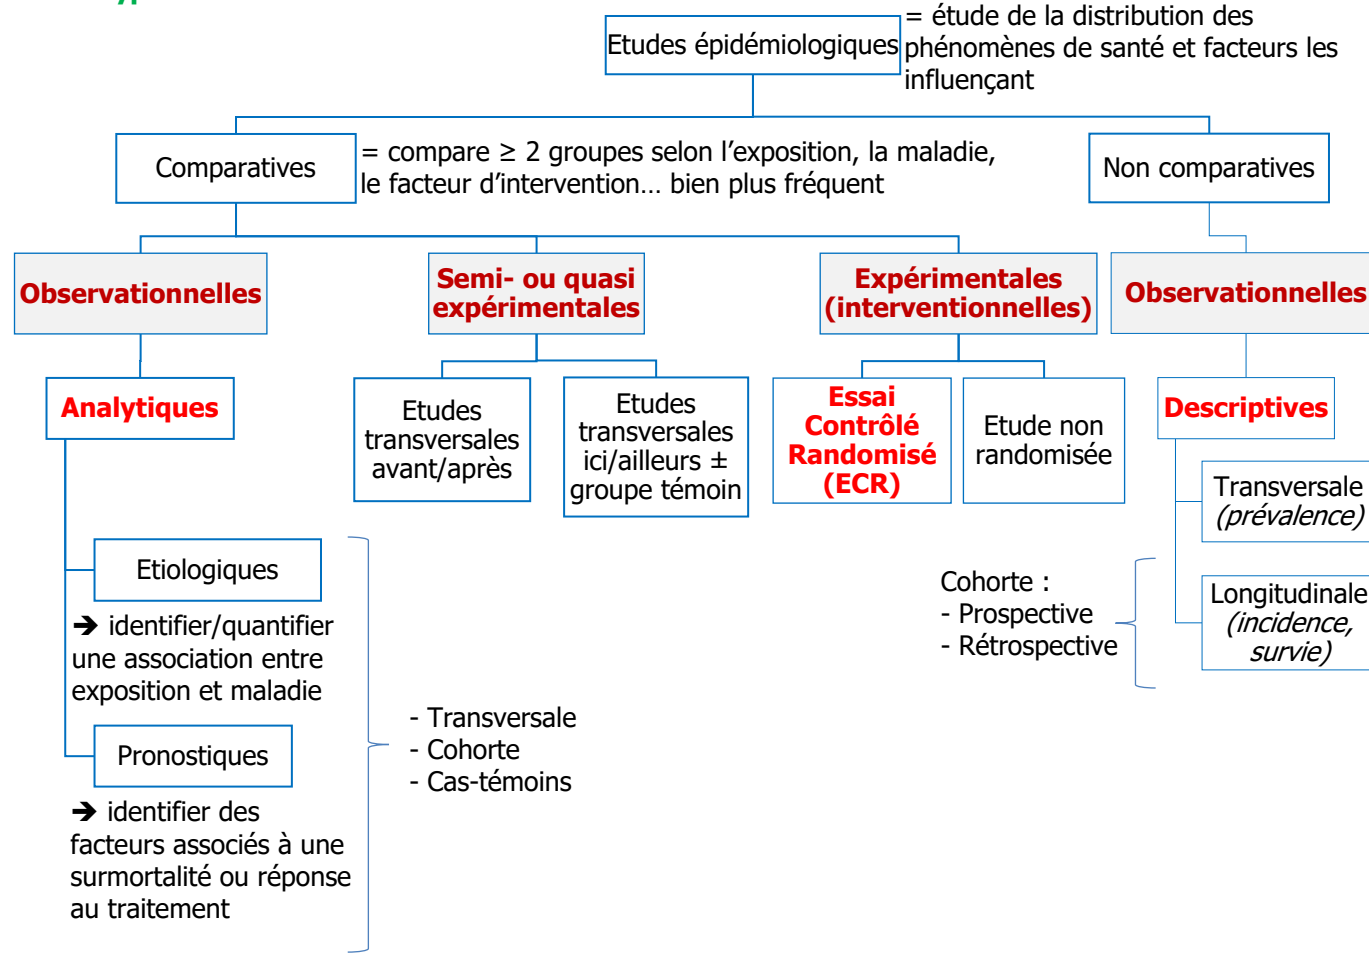 Etudes épidémiologiques
= étude de la distribution des
phénomènes de santé et facteurs les
influençant
Comparatives
= compare ≥ 2 groupes selon l'exposition, la maladie,
le facteur d'intervention… bien plus fréquent
Non comparatives
Observationnelles
Semi- ou quasi
expérimentales
Expérimentales
(interventionnelles)
Observationnelles
Analytiques
Etudes
transversales
avant/après
Etudes
transversales
ici/ailleurs ±
groupe témoin
Essai
Contrôlé
Randomisé
(ECR)
Etude non
randomisée
Descriptives
Transversale
(prévalence)
Longitudinale
(incidence,
survie)
Cohorte :
- Prospective
- Rétrospective
Etiologiques
➔ identifier/quantifier
une association entre
exposition et maladie
Pronostiques
➔ identifier des
facteurs associés à une
surmortalité ou réponse
au traitement
- Transversale
- Cohorte
- Cas-témoins